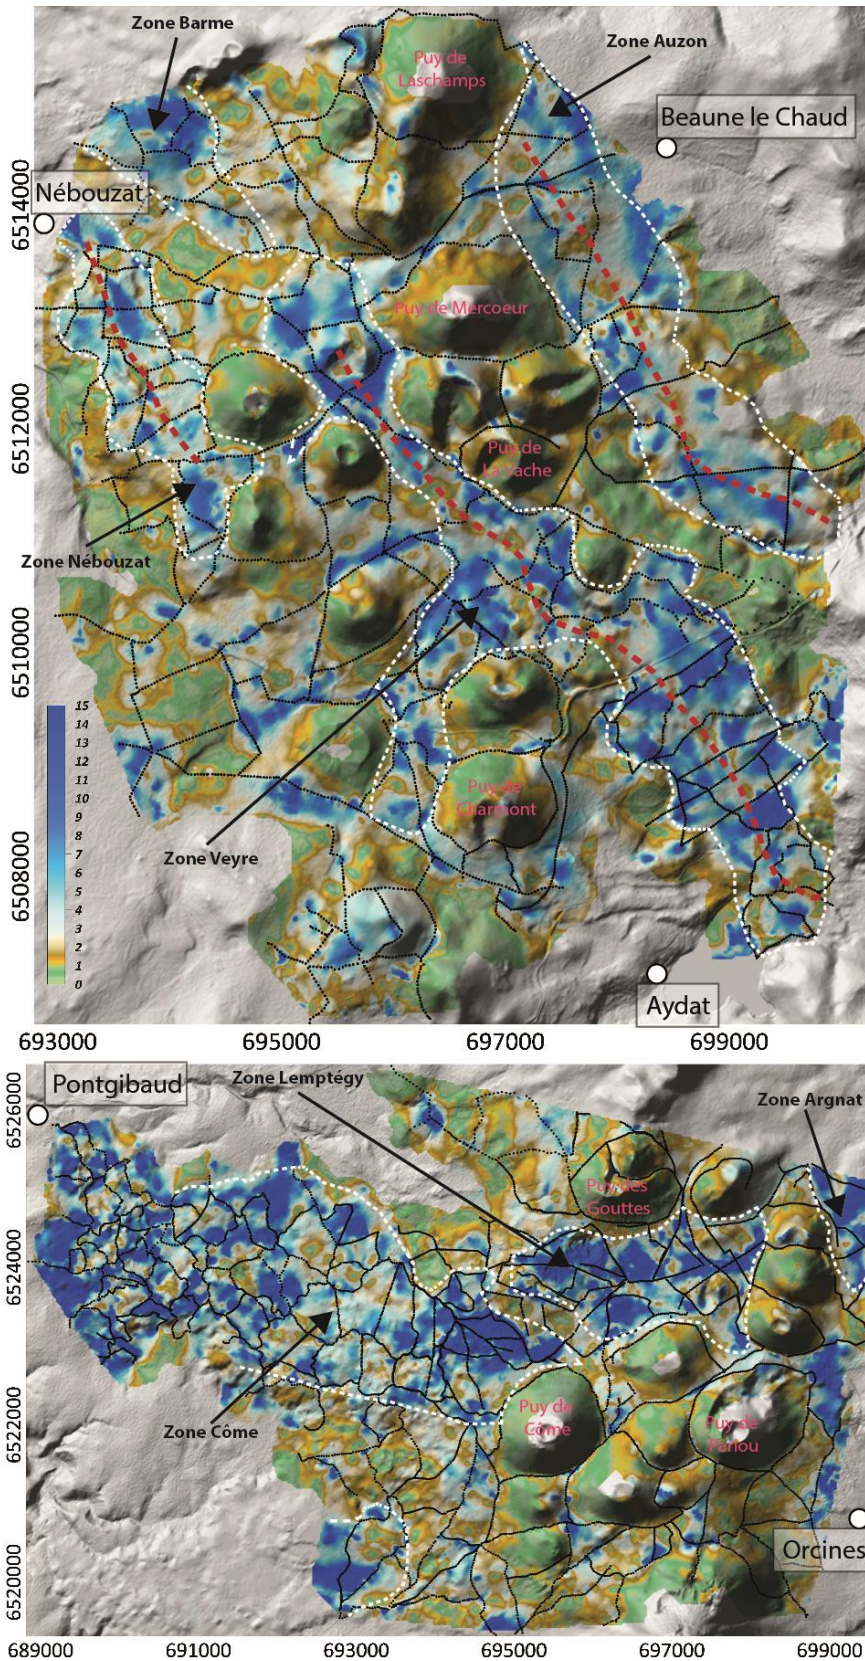 Zone Barme
Zone Auzon
Puy de
Laschamps
Beaune le Chaud
Nébouzat
6514000
Puy de Mercoeur
6512000
Puy de
La Vache
Zone Nébouzat
6510000
15
14
13
12
11
10
9
8
7
6
5
4
3
2
1
0
Puy de
Charmont
Zone Veyre
6508000
Aydat
693000
695000
697000
699000
Pontgibaud
Zone Lemptégy
Zone Argnat
6526000
Puy des
Gouttes
6524000
Zone Côme
Puy de
Côme
Puy de
Pariou
6522000
Orcines
6520000
689000
691000
693000
695000
697000
699000